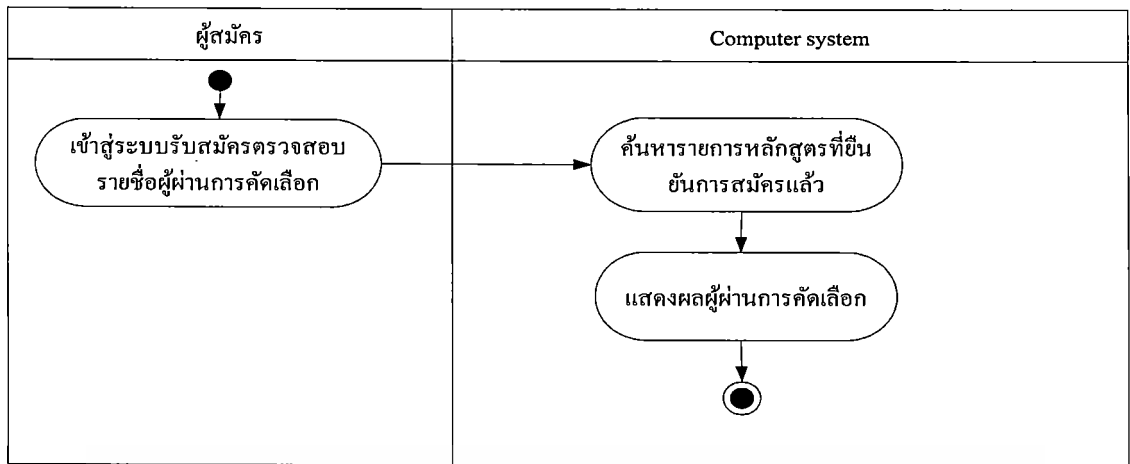 ผู้สมัคร
Computer system
เข้าสู่ระบบรับสมัครตรวจสอบ
รายชื่อผู้ผ่านการคัดเลือก
ค้นหารายการหลักสูตรที่ยืน
ยันการสมัครแล้ว
แสดงผลผู้ผ่านการคัดเลือก